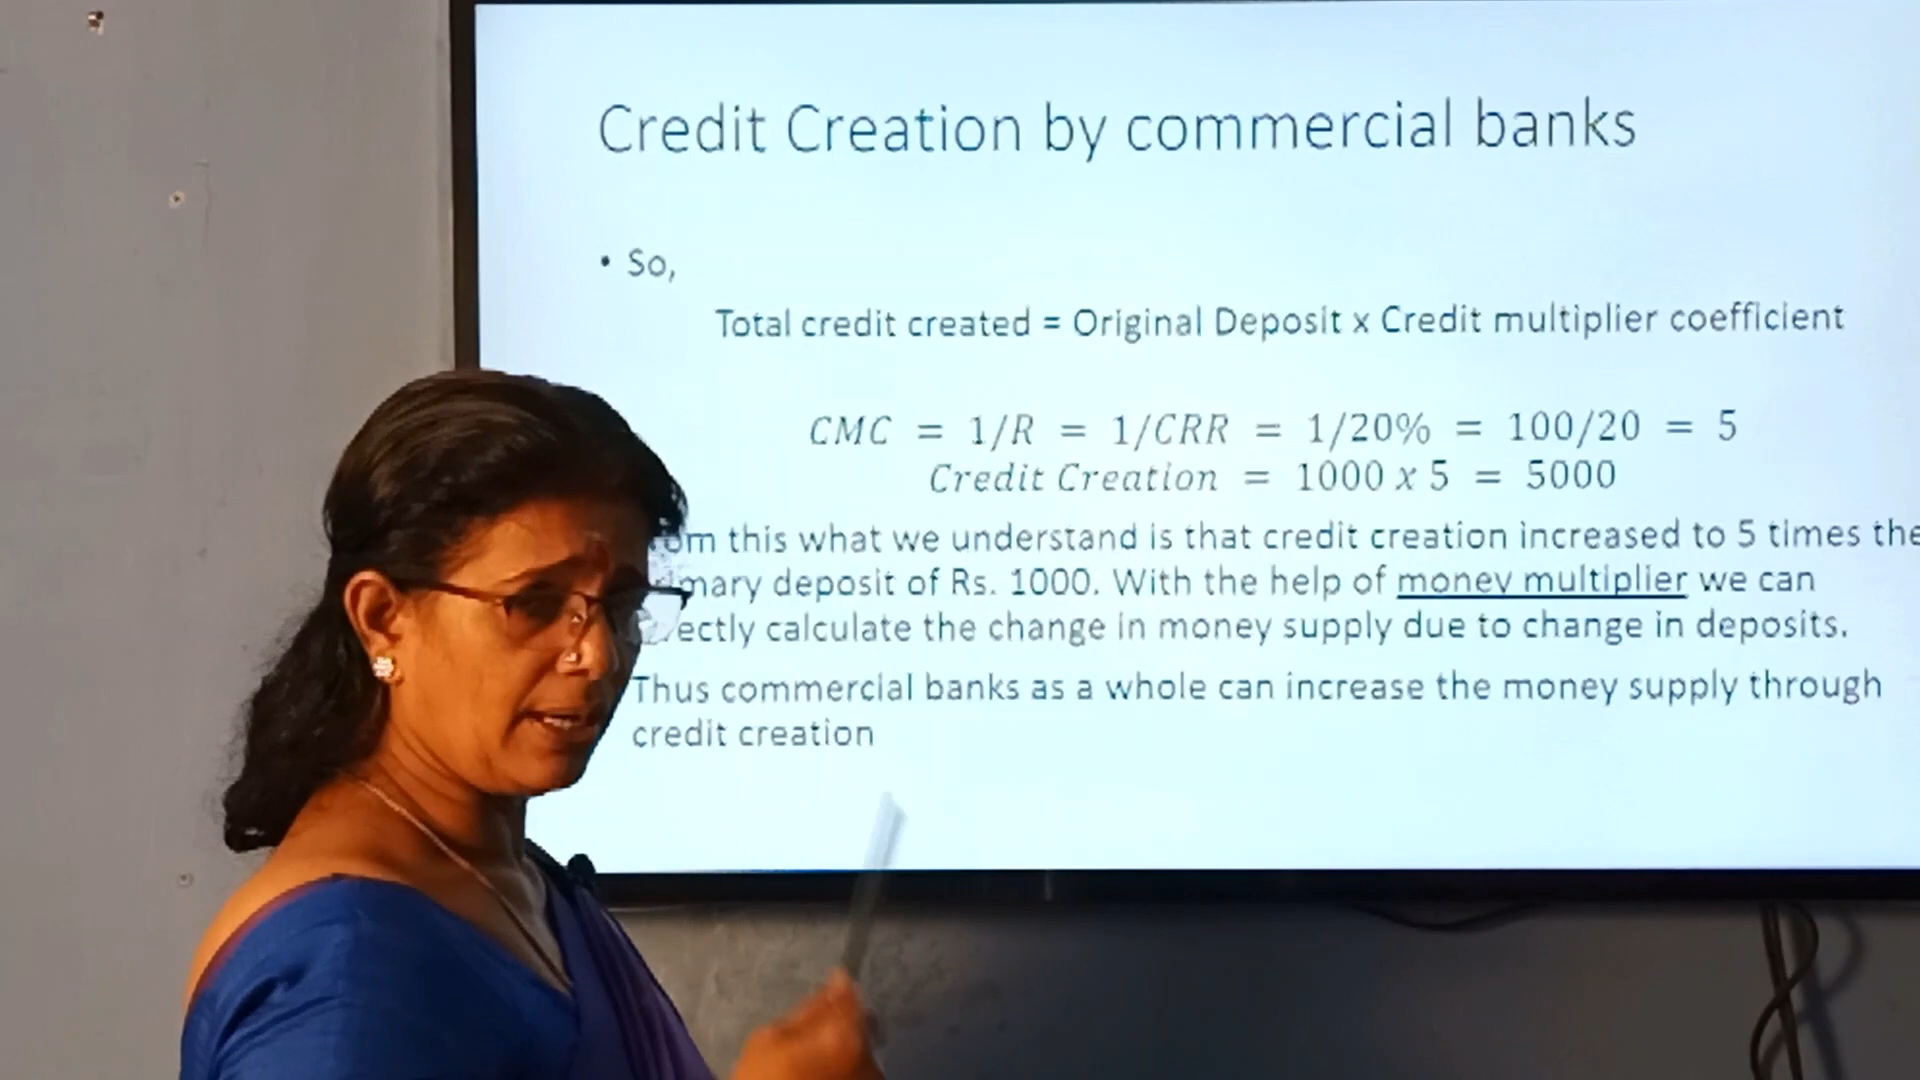 Credit Creation by commercial banks
• So,
Total credit created = Original Deposit x Credit multiplier coefficient
CMC = 1/R = 1/CRR = 1/20% = 100/20 = 5
Credit Creation = 1000 x 5 = 5000
this what we understand is that credit creation increased to 5 times the
deposit of Rs. 1000. With the help of money multiplier we can
calculate the change in money supply due to change in deposits.
Thus commercial banks as a whole can increase the money supply through
credit creation